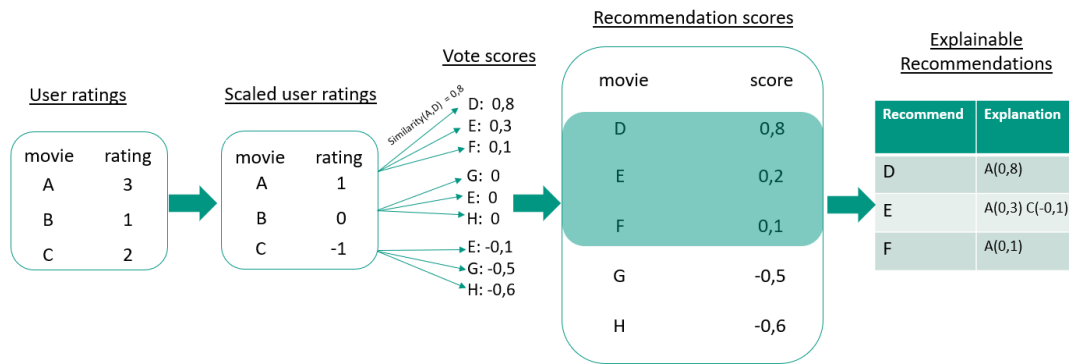 User ratings
movie rating
A 3
B 1
C 2
Scaled user ratings
movie rating
A 1
B 0
C -1
Similarity(A,D) = 0,8
Vote scores
D: 0,8
E: 0,3
F: 0,1
G: 0
E: 0
H: 0
E: -0,1
G: -0,5
H: -0,6
Recommendation scores
movie score
D 0,8
E 0,2
F 0,1
G -0,5
H -0,6
Explainable
Recommendations
Recommend Explanation
D A(0,8)
E A(0,3) C(-0,1)
F A(0,1)